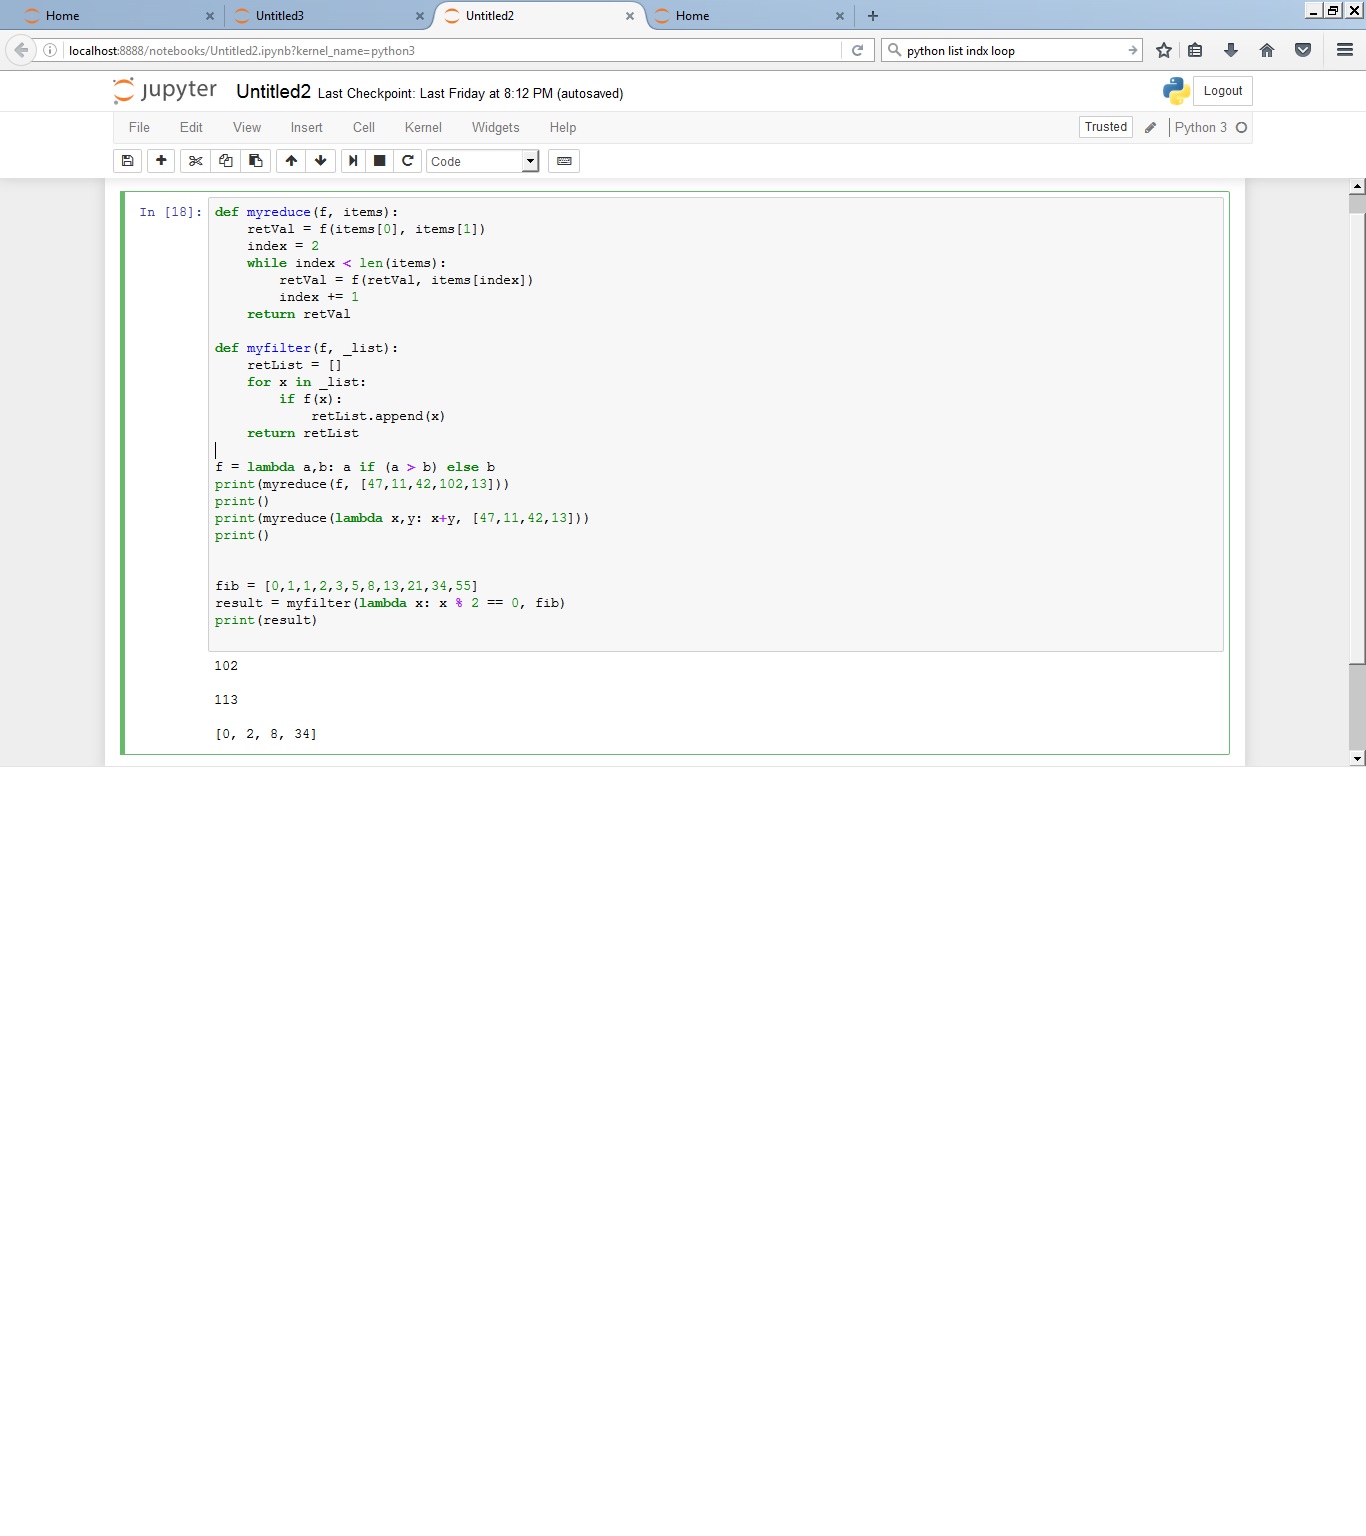 Home
Untitled3
Untitled2
Home
localhost:8888/notebooks/Untitled2.ipynb?kernel_name=python3
python list indx loop
jupyter Untitled2 Last Checkpoint: Last Friday at 8:12 PM (autosaved)
Logout
File Edit View Insert Cell Kernel Widgets Help
Trusted
Python 3
Code
In [18]:
def myreduce(f, items):
    retVal = f(items[0], items[1])
    index = 2
    while index < len(items):
        retVal = f(retVal, items[index])
        index += 1
    return retVal

def myfilter(f, _list):
    retList = []
    for x in _list:
        if f(x):
            retList.append(x)
    return retList

f = lambda a,b: a if (a > b) else b
print(myreduce(f, [47,11,42,102,13]))
print()
print(myreduce(lambda x,y: x+y, [47,11,42,13]))
print()


fib = [0,1,1,2,3,5,8,13,21,34,55]
result = myfilter(lambda x: x % 2 == 0, fib)
print(result)

102

113

[0, 2, 8, 34]